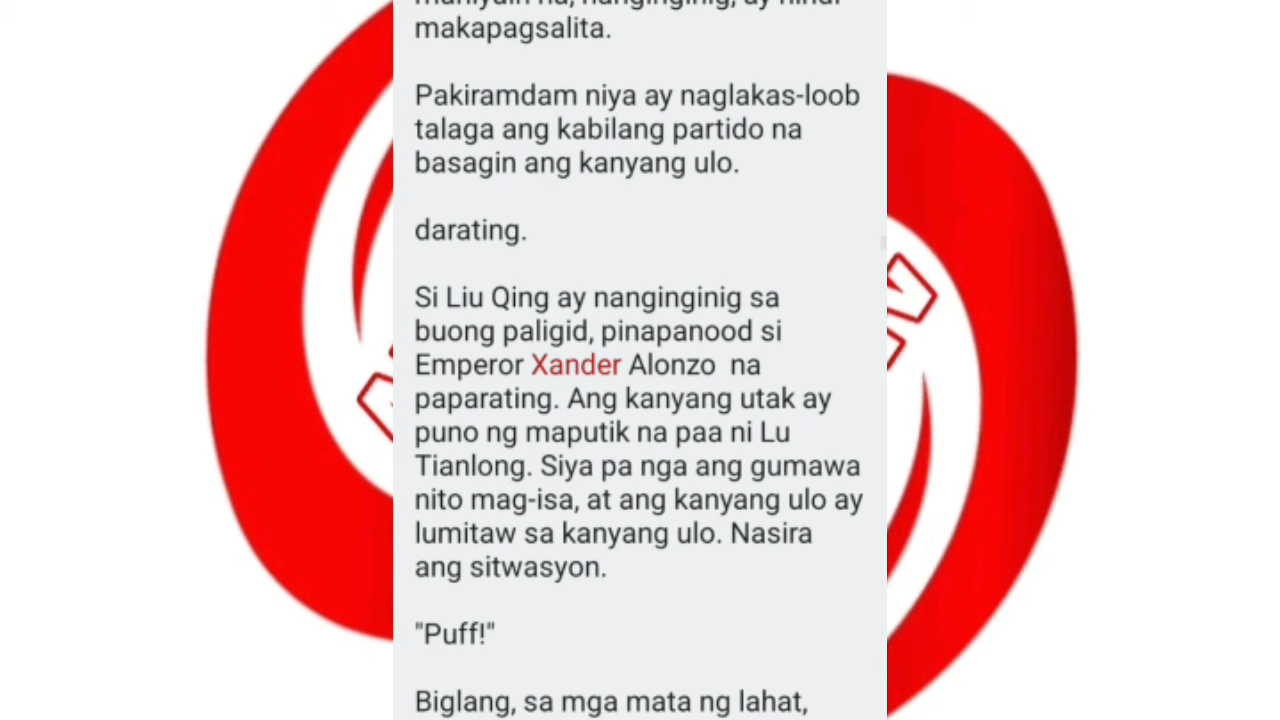 makapagsalita.
Pakiramdam niya ay naglakas-loob
talaga ang kabilang partido na
basagin ang kanyang ulo.
darating.
Si Liu Qing ay nanginginig sa
buong paligid, pinapanood si
Emperor Xander Alonzo na
paparating. Ang kanyang utak ay
puno ng maputik na paa ni Lu
Tianlong. Siya pa nga ang gumawa
nito mag-isa, at ang kanyang ulo ay
lumitaw sa kanyang ulo. Nasira
ang sitwasyon.
"Puff!"
Biglang, sa mga mata ng lahat,